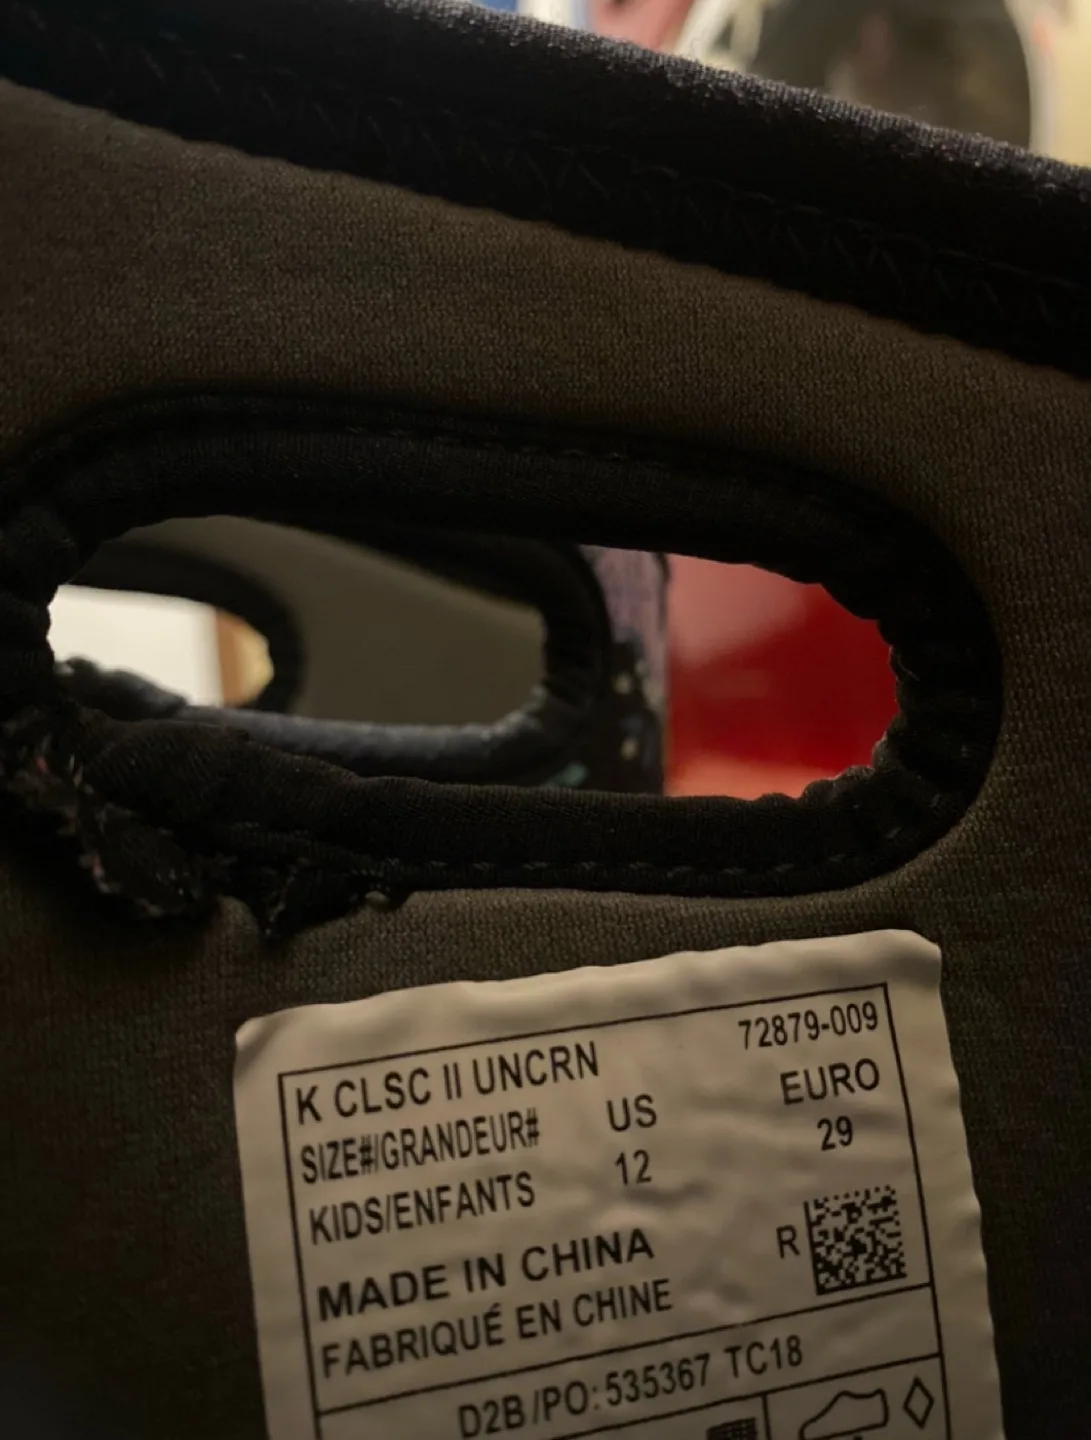 72879-009
K CLSC II UNCRN
SIZE#/GRANDEUR# US EURO
KIDS/ENFANTS 12 29
MADE IN CHINA R
FABRIQUÉ EN CHINE
D2B/PO: 535367 TC18